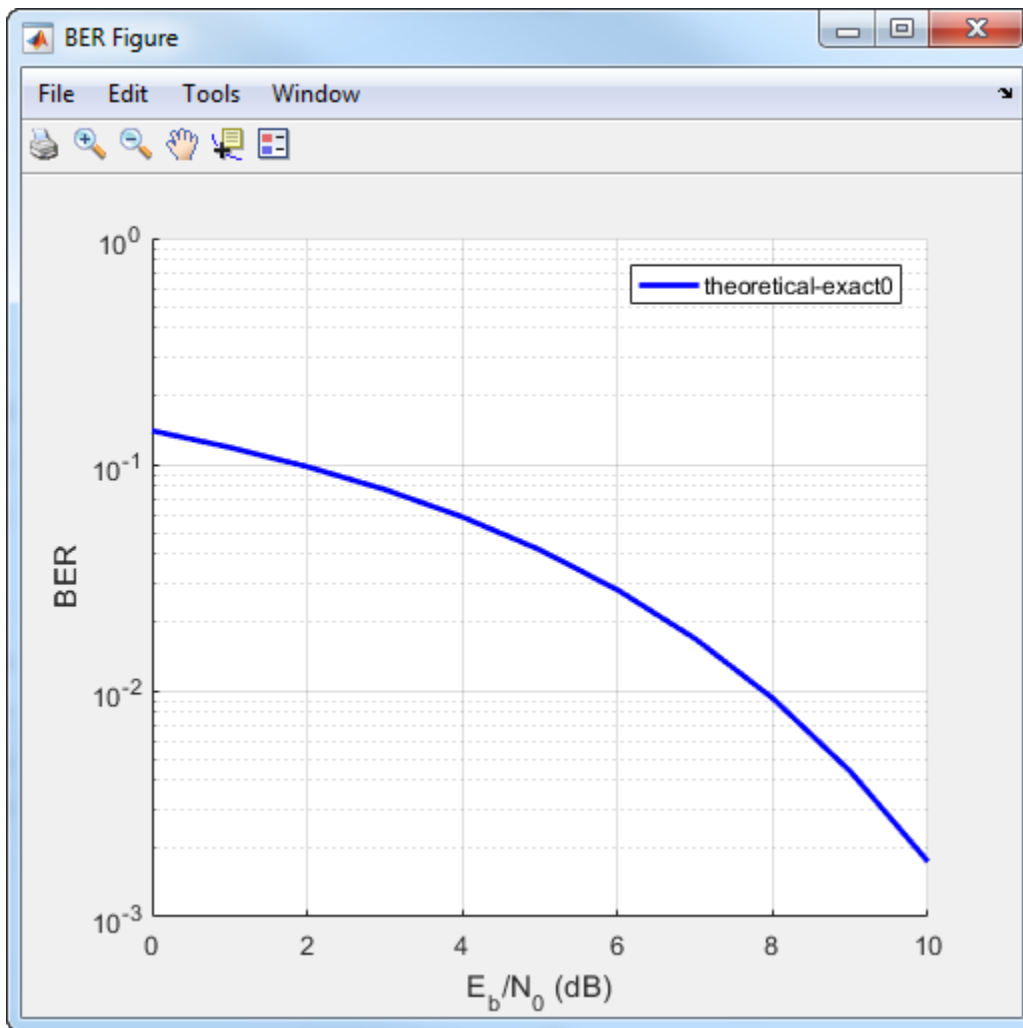 BER Figure
File Edit Tools Window
10^0
theoretical-exact0
10^-1
BER
10^-2
10^-3
0 2 4 6 8 10
E_b/N_0 (dB)